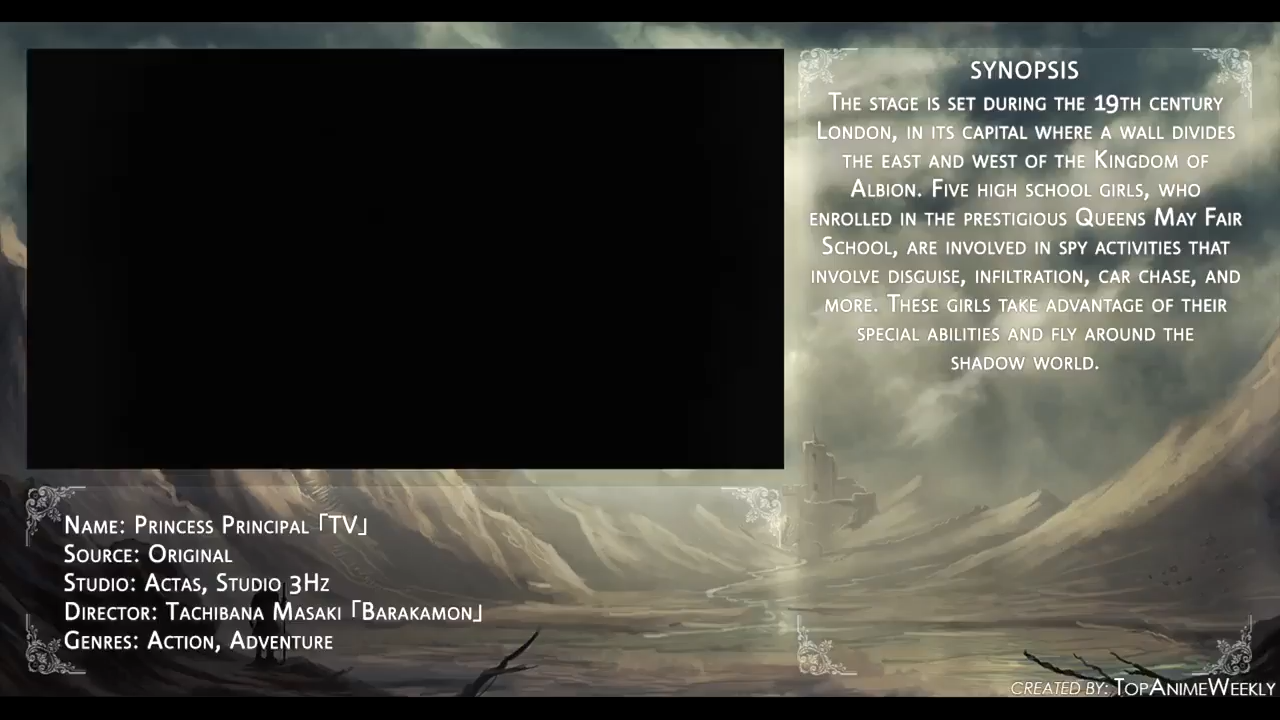 SYNOPSIS
The stage is set during the 19th century
London, in its capital where a wall divides
the east and west of the Kingdom of
Albion. Five high school girls, who
enrolled in the prestigious Queens May Fair
School, are involved in spy activities that
involve disguise, infiltration, car chase, and
more. These girls take advantage of their
special abilities and fly around the
shadow world.
Name: Princess Principal「TV」
Source: Original
Studio: Actas, Studio 3Hz
Director: Tachibana Masaki「Barakamon」
Genres: Action, Adventure
CREATED BY: TopAnimeWeekly